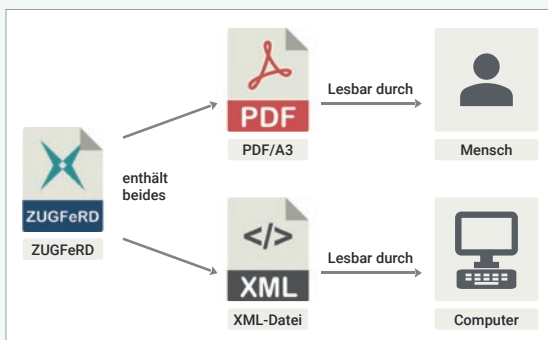 PDF
PDF/A3
Lesbar durch
Mensch
enthält
beides
ZUGFeRD
ZUGFeRD
</>
XML
XML-Datei
Lesbar durch
Computer